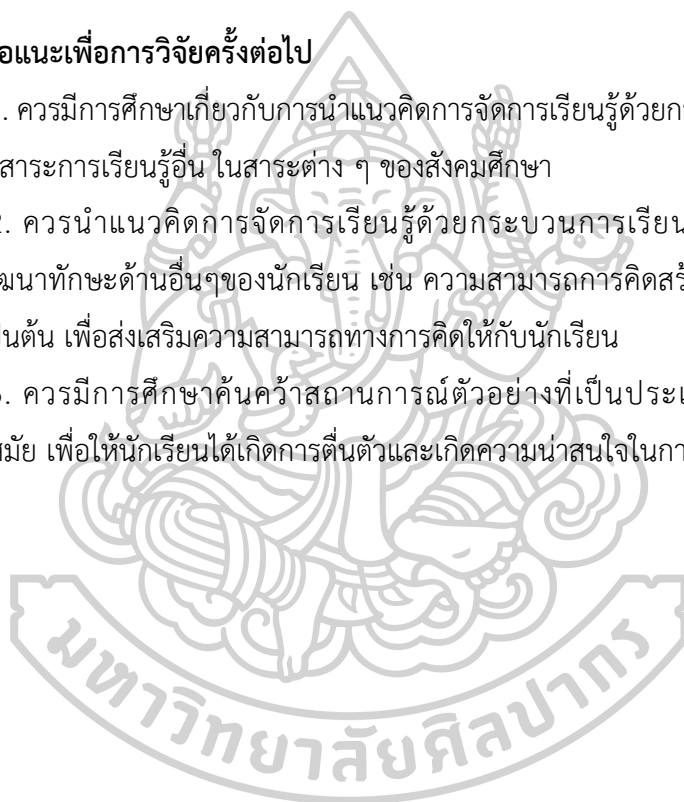 อแนะเพื่อการวิจัยครั้งต่อไป
. ควรมีการศึกษาเกี่ยวกับการนำแนวคิดการจัดการเรียนรู้ด้วยก
สาระการเรียนรู้อื่น ในสาระต่าง ๆ ของสังคมศึกษา
2. ควรนำแนวคิดการจัดการเรียนรู้ด้วยกระบวนการเรียน
ฒนาทักษะด้านอื่นๆของนักเรียน เช่น ความสามารถการคิดสร้
ป็นต้น เพื่อส่งเสริมความสามารถทางการคิดให้กับนักเรียน
3. ควรมีการศึกษาค้นคว้าสถานการณ์ตัวอย่างที่เป็นประเ
สมัย เพื่อให้นักเรียนได้เกิดการตื่นตัวและเกิดความน่าสนใจในกา
มหาวิทยาลัยศิลปากร